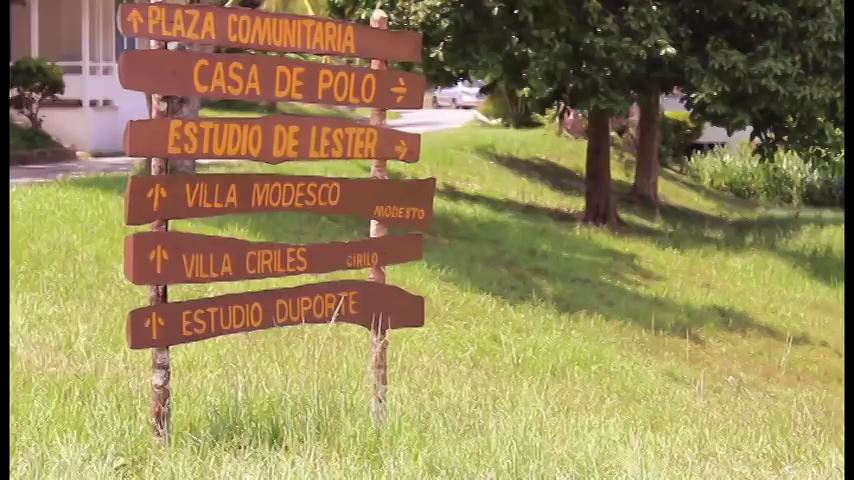 PLAZA COMUNITARIA
CASA DE POLO
ESTUDIO DE LESTER
VILLA MODESCO
MODESTO
VILLA CIRILES
CIRILO
ESTUDIO DUPORTE